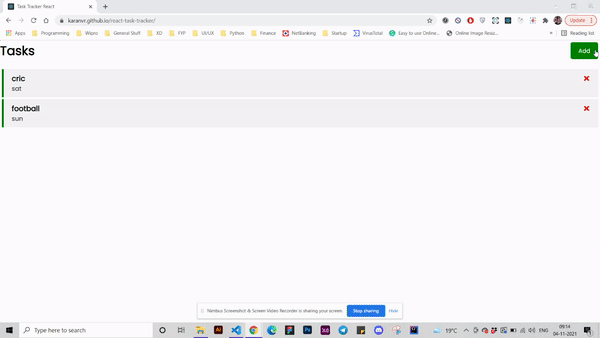 Task Tracker React
karanvr.github.io/react-task-tracker/
Update
Apps Programming Wipro General Stuff XD FYP UI/UX Python Finance NetBanking Startup VirusTotal Easy to use Online... Online Image Resiz... » Reading list
Tasks
Add
cric
sat
football
sun
Nimbus Screenshot & Screen Video Recorder is sharing your screen. Stop sharing Hide
Type here to search
19°C
ENG
09:14
04-11-2021